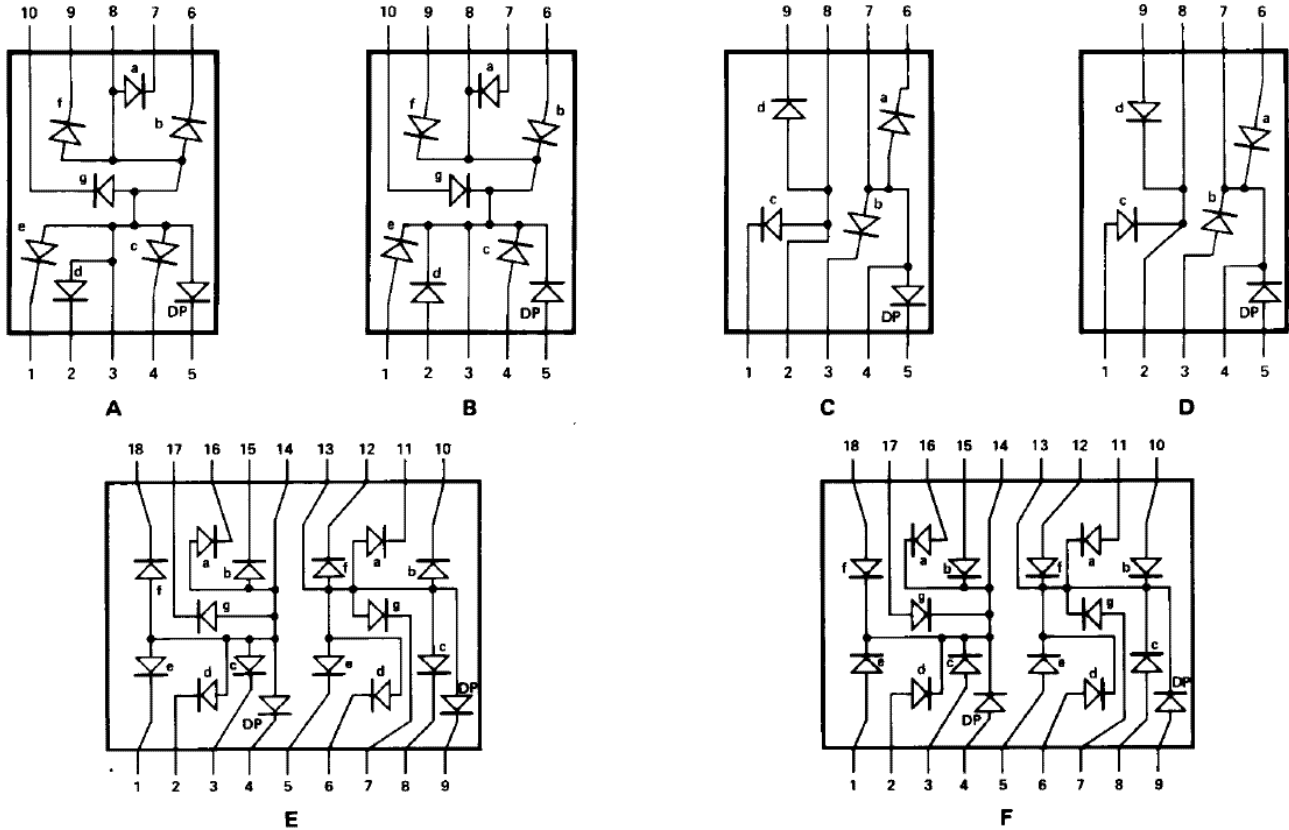 10 9 8 7 6
10 9 8 7 6
9 8 7 6
9 8 7 6
a
f
b
g
e
c
d
DP
a
f
b
g
e
c
d
DP
a
d
b
c
DP
a
d
b
c
DP
1 2 3 4 5
1 2 3 4 5
1 2 3 4 5
1 2 3 4 5
A
B
C
D
18 17 16 15 14 13 12 11 10
18 17 16 15 14 13 12 11 10
a a
f b f b
g g
e d c e d c
DP DP
a a
f b f b
g g
e d c e d c
DP DP
1 2 3 4 5 6 7 8 9
1 2 3 4 5 6 7 8 9
E
F